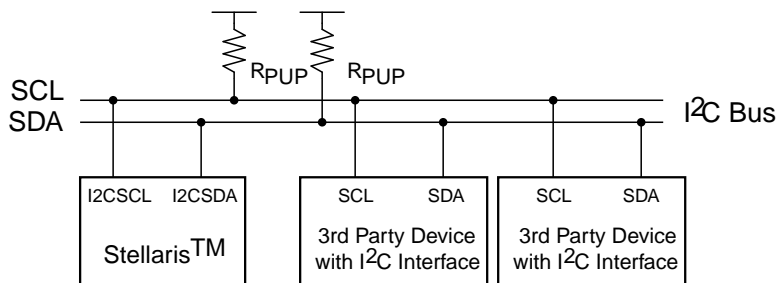 RPUP RPUP
SCL
SDA
I²C Bus
I2CSCL I2CSDA SCL SDA SCL SDA
Stellaris™
3rd Party Device
with I²C Interface
3rd Party Device
with I²C Interface